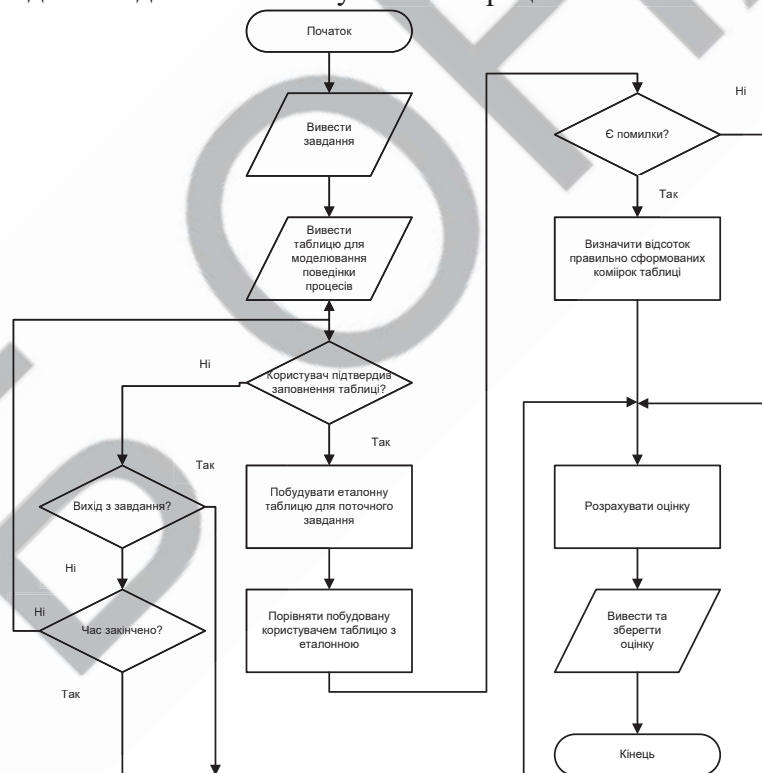 Початок
Вивести
завдання
Вивести
таблицю для
моделювання
поведінки
процесів
Ні
Користувач підтвердив
заповнення таблиці?
Так
Так
Вихід з завдання?
Побудувати еталонну
таблицю для поточного
завдання
Ні
Ні
Час закінчено?
Порівняти побудовану
користувачем таблицю з
еталонною
Так
Ні
Є помилки?
Так
Визначити відсоток
правильно сформованих
коміірок таблиці
Розрахувати оцінку
Вивести та
зберегти
оцінку
Кінець